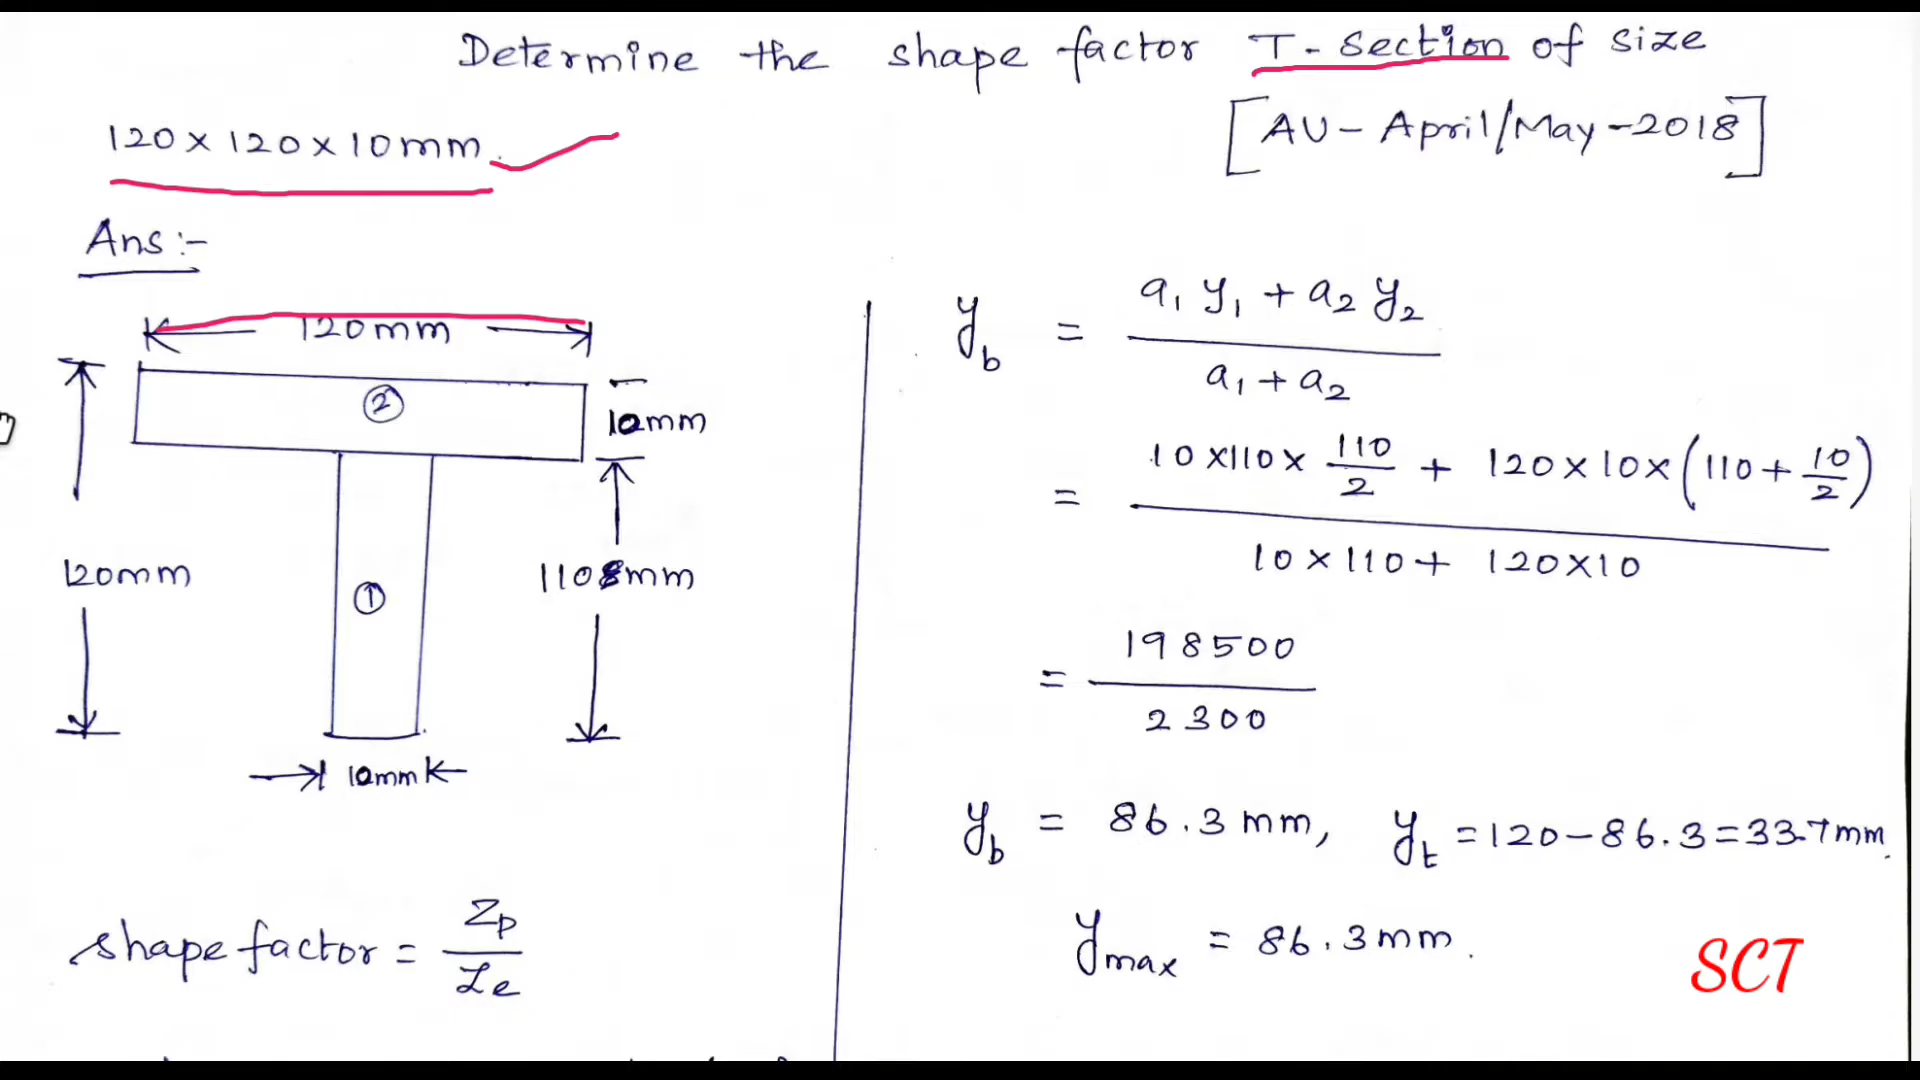 Determine the shape factor T-section of size
120 x 120 x 10mm.
[AU - April/May - 2018]
Ans :-
120mm
②
10mm
120mm
110mm
①
10mm
shape factor = Zp / Ze
yb = (a1 y1 + a2 y2) / (a1 + a2)
= (10 x 110 x 110/2 + 120 x 10 x (110 + 10/2)) / (10 x 110 + 120 x 10)
= 198500 / 2300
yb = 86.3 mm, yt = 120 - 86.3 = 33.7mm.
ymax = 86.3mm.
SCT